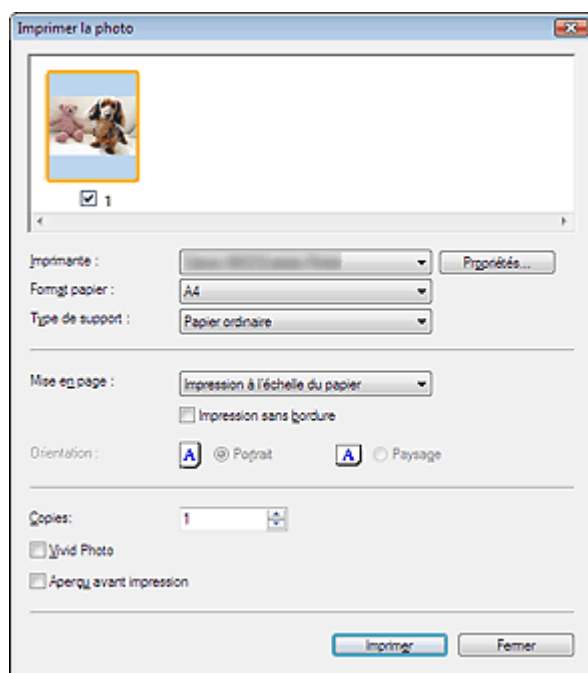 Imprimer la photo
1
Imprimante :
Propriétés...
Format papier :
A4
Type de support :
Papier ordinaire
Mise en page :
Impression à l'échelle du papier
Impression sans bordure
Orientation :
A Portrait A Paysage
Copies:
1
Vivid Photo
Aperçu avant impression
Imprimer Fermer